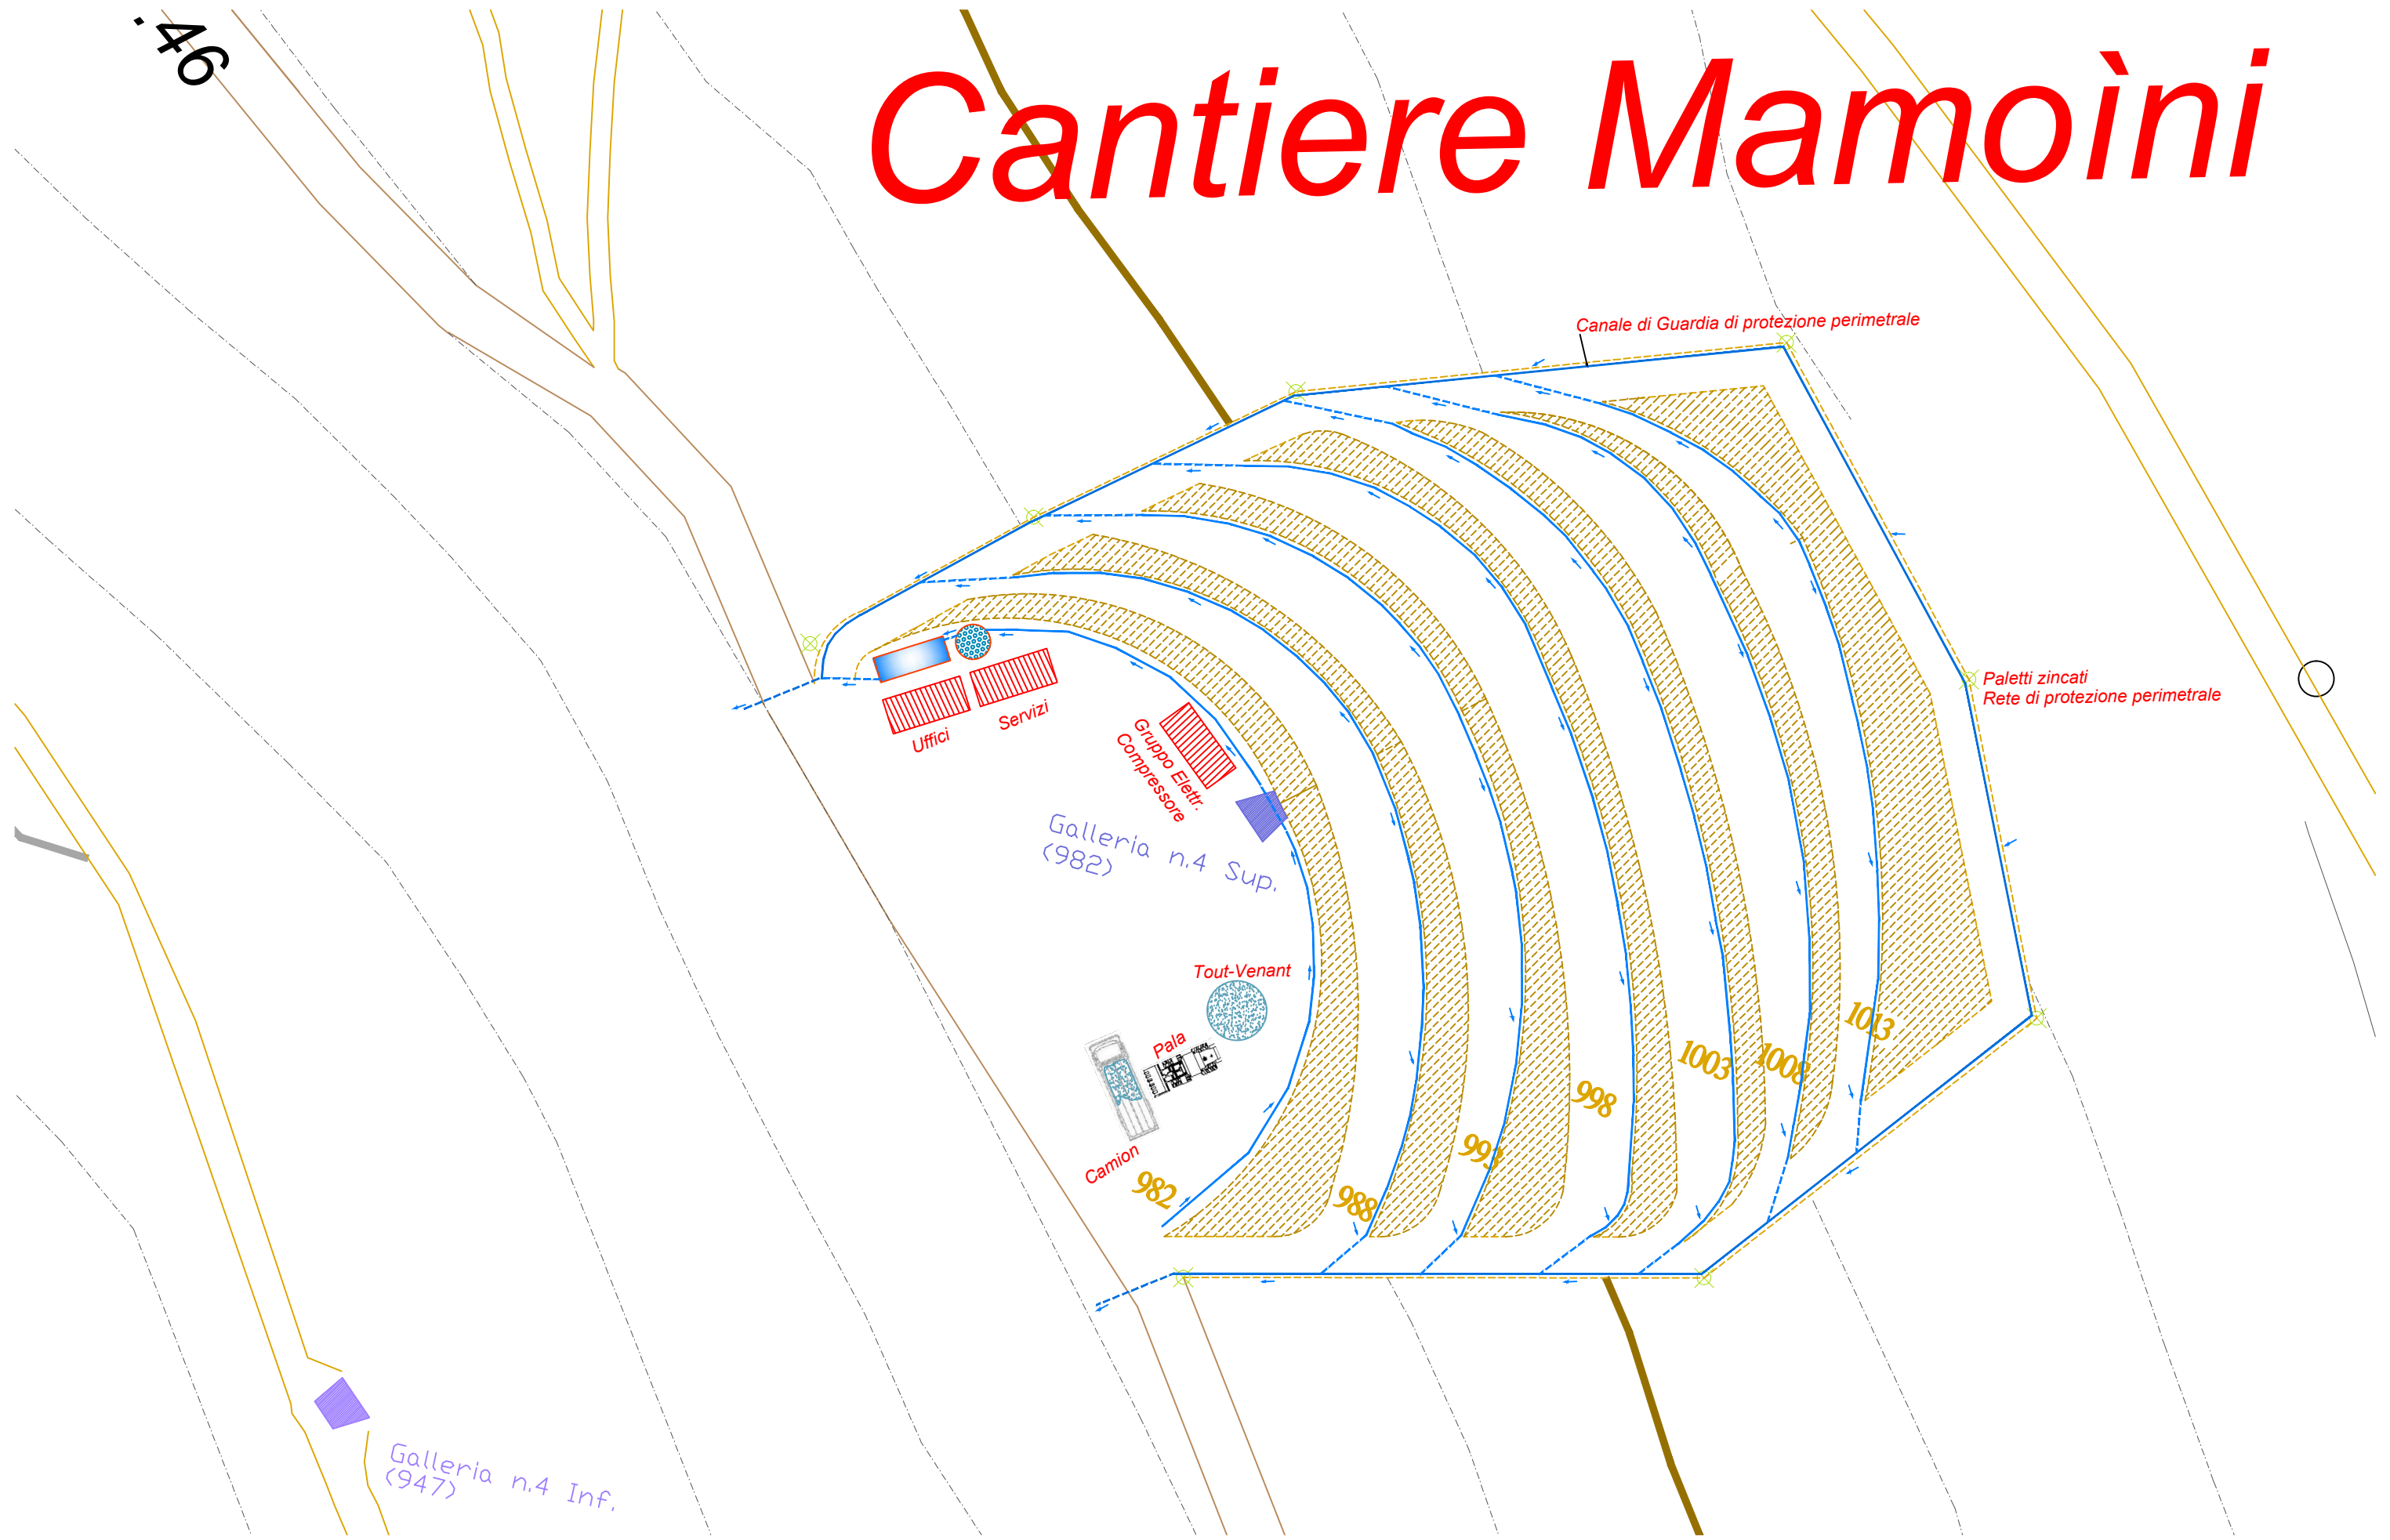 .46
Cantiere Mamoìni
Canale di Guardia di protezione perimetrale
Paletti zincati
Rete di protezione perimetrale
Uffici
Servizi
Gruppo Elettr.
Compressore
Galleria n.4 Sup.
(982)
Tout-Venant
Pala
Camion
982
988
993
998
1003
1008
1013
Galleria n.4 Inf.
(947)